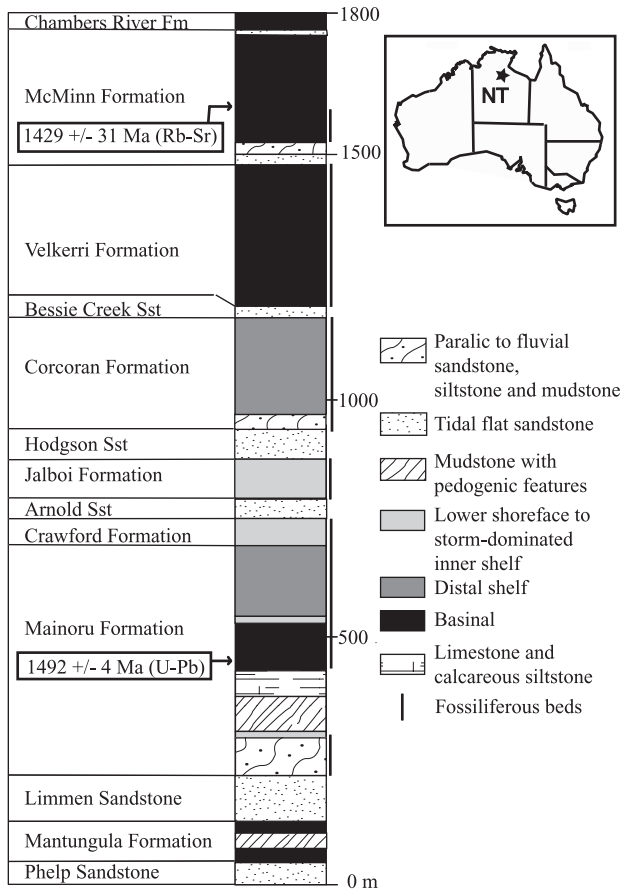 Chambers River Fm
1800
McMinn Formation
1429 +/- 31 Ma (Rb-Sr)
1500
Velkerri Formation
Bessie Creek Sst
Corcoran Formation
1000
Hodgson Sst
Jalboi Formation
Arnold Sst
Crawford Formation
Mainoru Formation
500
1492 +/- 4 Ma (U-Pb)
Limmen Sandstone
Mantungula Formation
Phelp Sandstone
0 m
NT
Paralic to fluvial
sandstone,
siltstone and mudstone
Tidal flat sandstone
Mudstone with
pedogenic features
Lower shoreface to
storm-dominated
inner shelf
Distal shelf
Basinal
Limestone and
calcareous siltstone
Fossiliferous beds